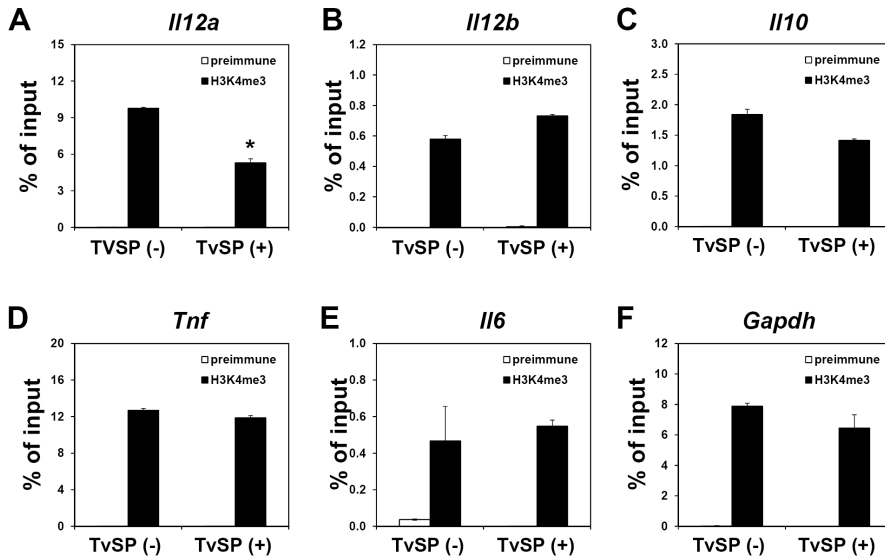 A
Il12a
% of input
15
12
9
6
3
0
preimmune
H3K4me3
*
TVSP (-)
TvSP (+)
B
Il12b
% of input
1.2
1.0
0.8
0.6
0.4
0.2
0.0
preimmune
H3K4me3
TvSP (-)
TvSP (+)
C
Il10
% of input
3.0
2.5
2.0
1.5
1.0
0.5
0.0
preimmune
H3K4me3
TvSP (-)
TvSP (+)
D
Tnf
% of input
20
16
12
8
4
0
preimmune
H3K4me3
TvSP (-)
TvSP (+)
E
Il6
% of input
1.0
0.8
0.6
0.4
0.2
0.0
preimmune
H3K4me3
TvSP (-)
TvSP (+)
F
Gapdh
% of input
12
10
8
6
4
2
0
preimmune
H3K4me3
TvSP (-)
TvSP (+)